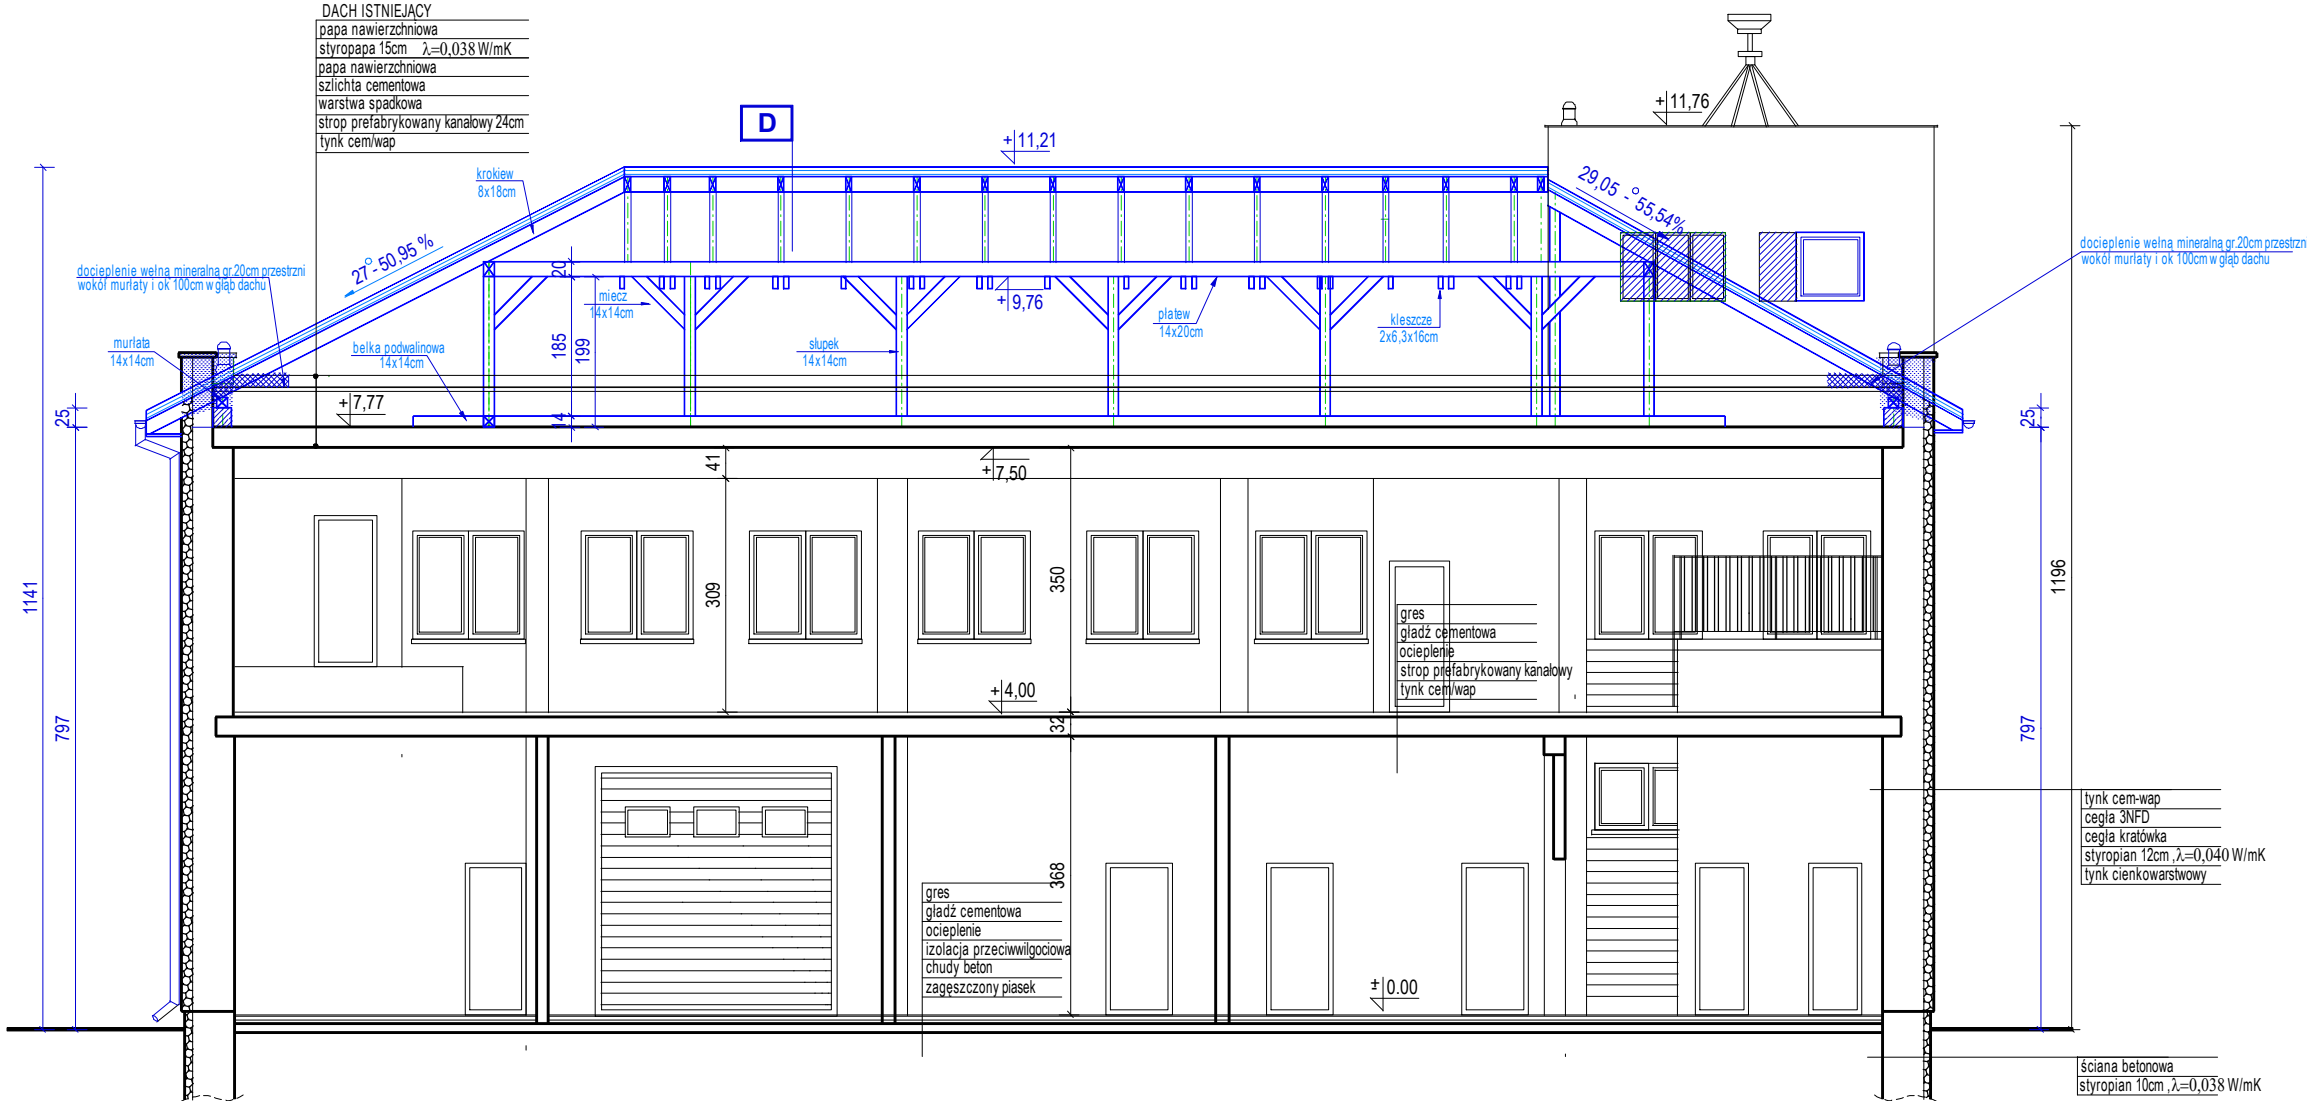 DACH ISTNIEJĄCY
papa nawierzchniowa
styropapa 15cm λ=0,038 W/mK
papa nawierzchniowa
szlichta cementowa
warstwa spadkowa
strop prefabrykowany kanałowy 24cm
tynk cem/wap
D
+11,21
+11,76
krokiew
8x18cm
27°-50,95 %
29,05 -° 55,54%
docieplenie wełną mineralną gr.20cm przestrzni
wokół murłaty i ok 100cm w głąb dachu
docieplenie wełną mineralną gr.20cm przestrzn
wokół murłaty i ok 100cm w głąb dachu
murłata
14x14cm
belka podwalinowa
14x14cm
miecz
14x14cm
słupek
14x14cm
płatew
14x20cm
kleszcze
2x6,3x16cm
+9,76
20
185
199
14
+7,77
25
25
41
+7,50
309
350
1141
797
1196
797
gres
gładź cementowa
ocieplenie
strop prefabrykowany kanałowy
tynk cem/wap
+4,00
32
368
gres
gładź cementowa
ocieplenie
izolacja przeciwwilgociowa
chudy beton
zagęszczony piasek
±0.00
tynk cem-wap
cegła 3NFD
cegła kratówka
styropian 12cm ,λ=0,040 W/mK
tynk cienkowarstwowy
ściana betonowa
styropian 10cm ,λ=0,038 W/mK